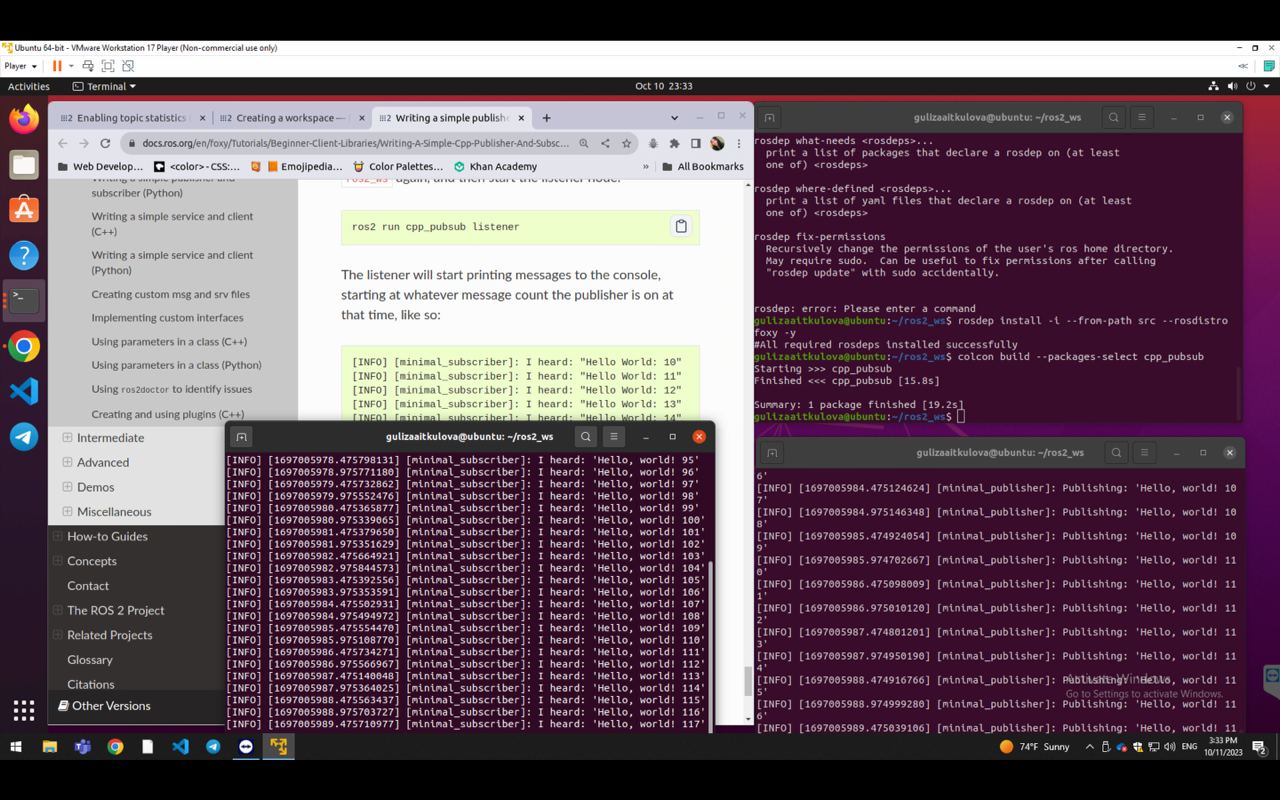 Ubuntu 64-bit - VMware Workstation 17 Player (Non-commercial use only)
Player
Activities
Terminal
Oct 10 23:33
Enabling topic statistics
Creating a workspace —
Writing a simple publishe
docs.ros.org/en/foxy/Tutorials/Beginner-Client-Libraries/Writing-A-Simple-Cpp-Publisher-And-Subsc...
Web Develop...
<color> - CSS:...
Emojipedia...
Color Palettes...
Khan Academy
»
All Bookmarks
Writing a simple publisher and
subscriber (Python)
Writing a simple service and client
(C++)
Writing a simple service and client
(Python)
Creating custom msg and srv files
Implementing custom interfaces
Using parameters in a class (C++)
Using parameters in a class (Python)
Using ros2doctor to identify issues
Creating and using plugins (C++)
Intermediate
Advanced
Demos
Miscellaneous
How-to Guides
Concepts
Contact
The ROS 2 Project
Related Projects
Glossary
Citations
Other Versions
ros2_ws again, and then start the listener node:
ros2 run cpp_pubsub listener
The listener will start printing messages to the console,
starting at whatever message count the publisher is on at
that time, like so:
[INFO] [minimal_subscriber]: I heard: "Hello World: 10"
[INFO] [minimal_subscriber]: I heard: "Hello World: 11"
[INFO] [minimal_subscriber]: I heard: "Hello World: 12"
[INFO] [minimal_subscriber]: I heard: "Hello World: 13"
[INFO] [minimal_subscriber]: I heard: "Hello World: 14"
gulizaaitkulova@ubuntu: ~/ros2_ws
[INFO] [1697005978.475798131] [minimal_subscriber]: I heard: 'Hello, world! 95'
[INFO] [1697005978.975771180] [minimal_subscriber]: I heard: 'Hello, world! 96'
[INFO] [1697005979.475732862] [minimal_subscriber]: I heard: 'Hello, world! 97'
[INFO] [1697005979.975552476] [minimal_subscriber]: I heard: 'Hello, world! 98'
[INFO] [1697005980.475365877] [minimal_subscriber]: I heard: 'Hello, world! 99'
[INFO] [1697005980.975339065] [minimal_subscriber]: I heard: 'Hello, world! 100'
[INFO] [1697005981.475379650] [minimal_subscriber]: I heard: 'Hello, world! 101'
[INFO] [1697005981.975351629] [minimal_subscriber]: I heard: 'Hello, world! 102'
[INFO] [1697005982.475664921] [minimal_subscriber]: I heard: 'Hello, world! 103'
[INFO] [1697005982.975844573] [minimal_subscriber]: I heard: 'Hello, world! 104'
[INFO] [1697005983.475392556] [minimal_subscriber]: I heard: 'Hello, world! 105'
[INFO] [1697005983.975353591] [minimal_subscriber]: I heard: 'Hello, world! 106'
[INFO] [1697005984.475502931] [minimal_subscriber]: I heard: 'Hello, world! 107'
[INFO] [1697005984.975494972] [minimal_subscriber]: I heard: 'Hello, world! 108'
[INFO] [1697005985.475554470] [minimal_subscriber]: I heard: 'Hello, world! 109'
[INFO] [1697005985.975108770] [minimal_subscriber]: I heard: 'Hello, world! 110'
[INFO] [1697005986.475734271] [minimal_subscriber]: I heard: 'Hello, world! 111'
[INFO] [1697005986.975566967] [minimal_subscriber]: I heard: 'Hello, world! 112'
[INFO] [1697005987.475140048] [minimal_subscriber]: I heard: 'Hello, world! 113'
[INFO] [1697005987.975364025] [minimal_subscriber]: I heard: 'Hello, world! 114'
[INFO] [1697005988.475563437] [minimal_subscriber]: I heard: 'Hello, world! 115'
[INFO] [1697005988.975703727] [minimal_subscriber]: I heard: 'Hello, world! 116'
[INFO] [1697005989.475710977] [minimal_subscriber]: I heard: 'Hello, world! 117'
gulizaaitkulova@ubuntu: ~/ros2_ws
rosdep what-needs <rosdeps>...
print a list of packages that declare a rosdep on (at least
one of) <rosdeps>
rosdep where-defined <rosdeps>...
print a list of yaml files that declare a rosdep on (at least
one of) <rosdeps>
rosdep fix-permissions
Recursively change the permissions of the user's ros home directory.
May require sudo.  Can be useful to fix permissions after calling
"rosdep update" with sudo accidentally.
rosdep: error: Please enter a command
gulizaaitkulova@ubuntu:~/ros2_ws$ rosdep install -i --from-path src --rosdistro
foxy -y
#All required rosdeps installed successfully
gulizaaitkulova@ubuntu:~/ros2_ws$ colcon build --packages-select cpp_pubsub
Starting >>> cpp_pubsub
Finished <<< cpp_pubsub [15.8s]
Summary: 1 package finished [19.2s]
gulizaaitkulova@ubuntu:~/ros2_ws$
gulizaaitkulova@ubuntu: ~/ros2_ws
6'
[INFO] [1697005984.475124624] [minimal_publisher]: Publishing: 'Hello, world! 10
7'
[INFO] [1697005984.975146348] [minimal_publisher]: Publishing: 'Hello, world! 10
8'
[INFO] [1697005985.474924054] [minimal_publisher]: Publishing: 'Hello, world! 10
9'
[INFO] [1697005985.974702667] [minimal_publisher]: Publishing: 'Hello, world! 11
0'
[INFO] [1697005986.475098009] [minimal_publisher]: Publishing: 'Hello, world! 11
1'
[INFO] [1697005986.975010120] [minimal_publisher]: Publishing: 'Hello, world! 11
2'
[INFO] [1697005987.474801201] [minimal_publisher]: Publishing: 'Hello, world! 11
3'
[INFO] [1697005987.974950190] [minimal_publisher]: Publishing: 'Hello, world! 11
4'
[INFO] [1697005988.474916766] [minimal_publisher]: Publishing: 'Hello, world! 11
5'
[INFO] [1697005988.974999280] [minimal_publisher]: Publishing: 'Hello, world! 11
6'
[INFO] [1697005989.475039106] [minimal_publisher]: Publishing: 'Hello, world! 11
Activate Windows
Go to Settings to activate Windows.
74°F Sunny
ENG
3:33 PM
10/11/2023
2